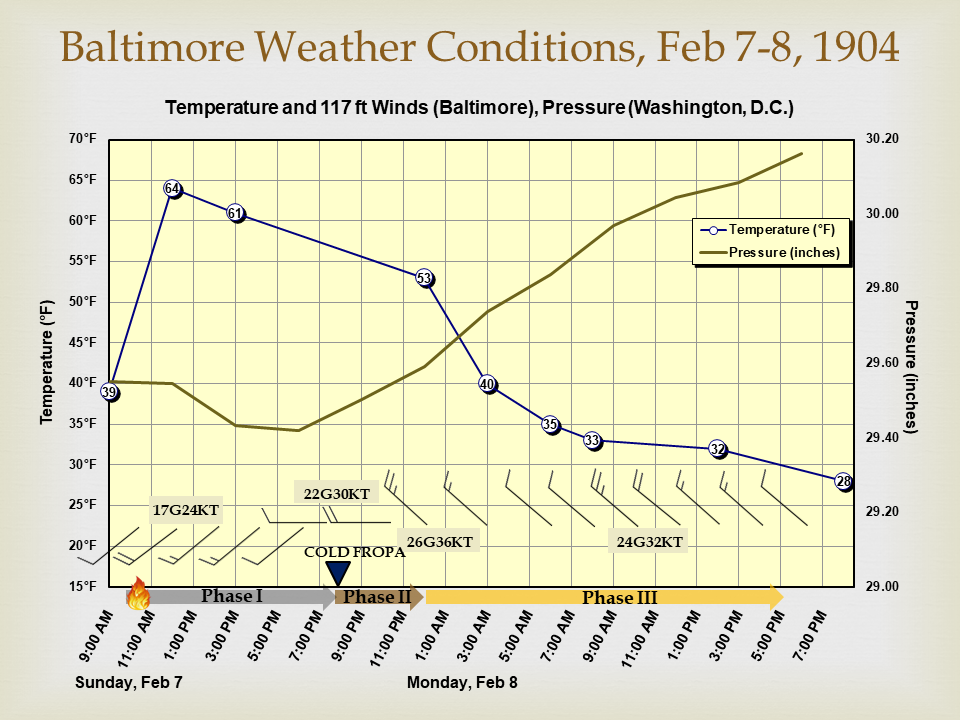 Baltimore Weather Conditions, Feb 7-8, 1904
Temperature and 117 ft Winds (Baltimore), Pressure (Washington, D.C.)
70°F
65°F
60°F
55°F
50°F
45°F
40°F
35°F
30°F
25°F
20°F
15°F
Temperature (°F)
30.20
30.00
29.80
29.60
29.40
29.20
29.00
Pressure (inches)
Temperature (°F)
Pressure (inches)
39
64
61
53
40
35
33
32
28
17G24KT
22G30KT
26G36KT
24G32KT
COLD FROPA
Phase I
Phase II
Phase III
9:00 AM
11:00 AM
1:00 PM
3:00 PM
5:00 PM
7:00 PM
9:00 PM
11:00 PM
1:00 AM
3:00 AM
5:00 AM
7:00 AM
9:00 AM
11:00 AM
1:00 PM
3:00 PM
5:00 PM
7:00 PM
Sunday, Feb 7
Monday, Feb 8